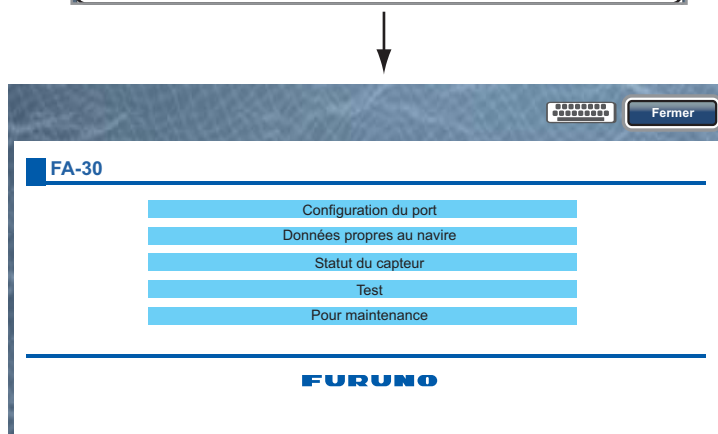 Fermer
FA-30
Configuration du port
Données propres au navire
Statut du capteur
Test
Pour maintenance
FURUNO